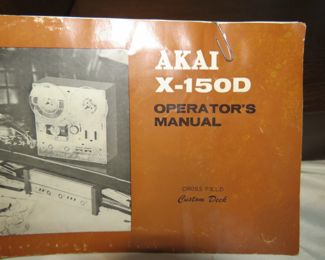 AKAI
X-150D
OPERATOR'S
MANUAL
CROSS FIELD
Custom Deck